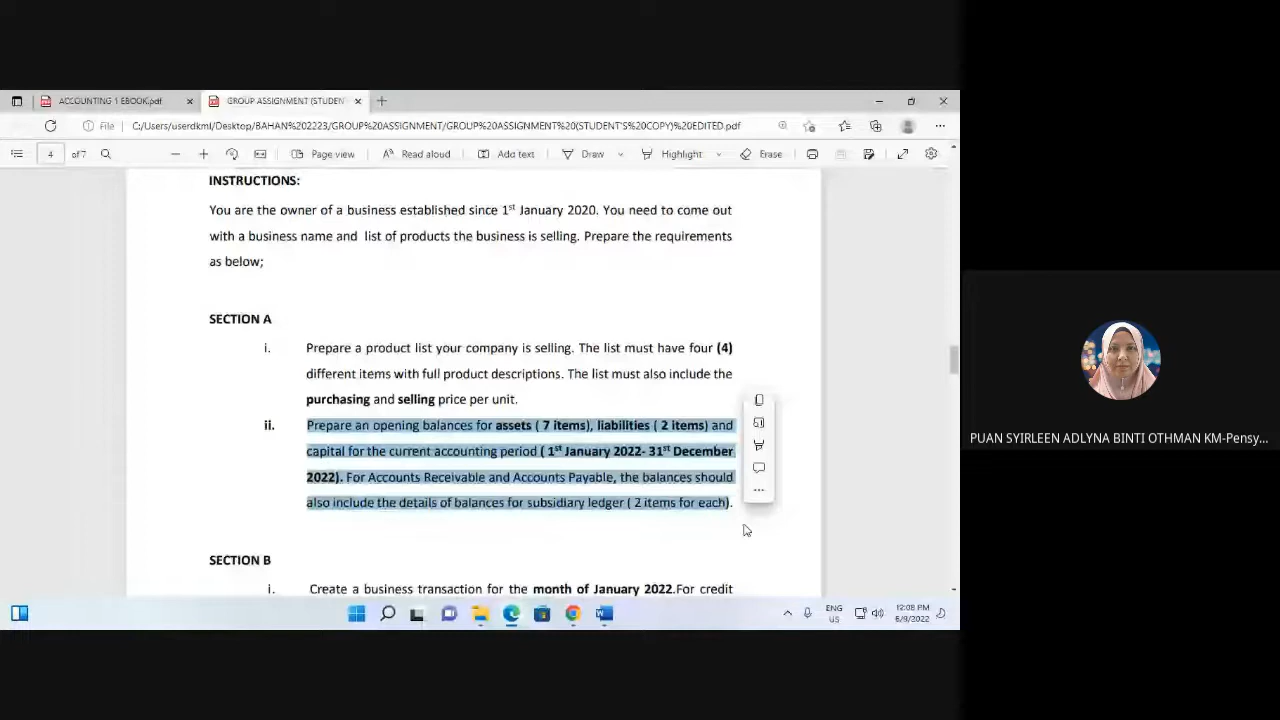 ACCOUNTING 1 EBOOK.pdf
GROUP ASSIGNMENT (STUDEN
File
C:/Users/userdkml/Desktop/BAHAN%202223/GROUP%20ASSIGNMENT/GROUP%20ASSIGNMENT%20(STUDENT'S%20COPY)%20EDITED.pdf
4 of 7
Page view
Read aloud
Add text
Draw
Highlight
Erase
INSTRUCTIONS:
You are the owner of a business established since 1st January 2020. You need to come out
with a business name and list of products the business is selling. Prepare the requirements
as below;
SECTION A
i. Prepare a product list your company is selling. The list must have four (4)
different items with full product descriptions. The list must also include the
purchasing and selling price per unit.
ii. Prepare an opening balances for assets ( 7 items), liabilities ( 2 items) and
capital for the current accounting period ( 1st January 2022- 31st December
2022). For Accounts Receivable and Accounts Payable, the balances should
also include the details of balances for subsidiary ledger ( 2 items for each).
SECTION B
i. Create a business transaction for the month of January 2022.For credit
PUAN SYIRLEEN ADLYNA BINTI OTHMAN KM-Pensy...
ENG
US
12:08 PM
6/9/2022